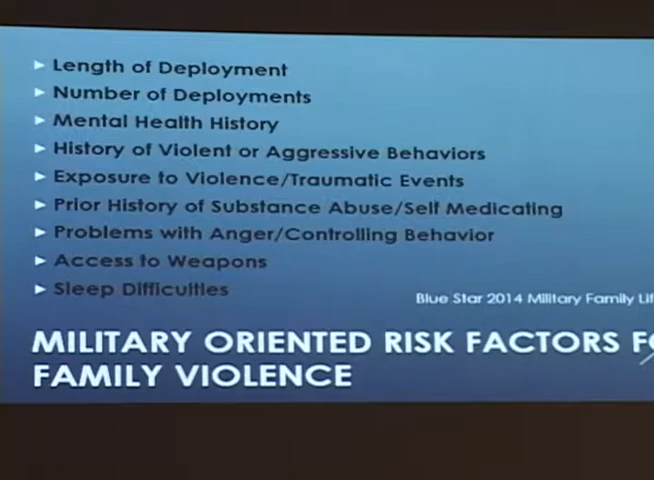 Length of Deployment
Number of Deployments
Mental Health History
History of Violent or Aggressive Behaviors
Exposure to Violence/Traumatic Events
Prior History of Substance Abuse/Self Medicating
Problems with Anger/Controlling Behavior
Access to Weapons
Sleep Difficulties
Blue Star 2014 Military Family
MILITARY ORIENTED RISK FACTORS
FAMILY VIOLENCE